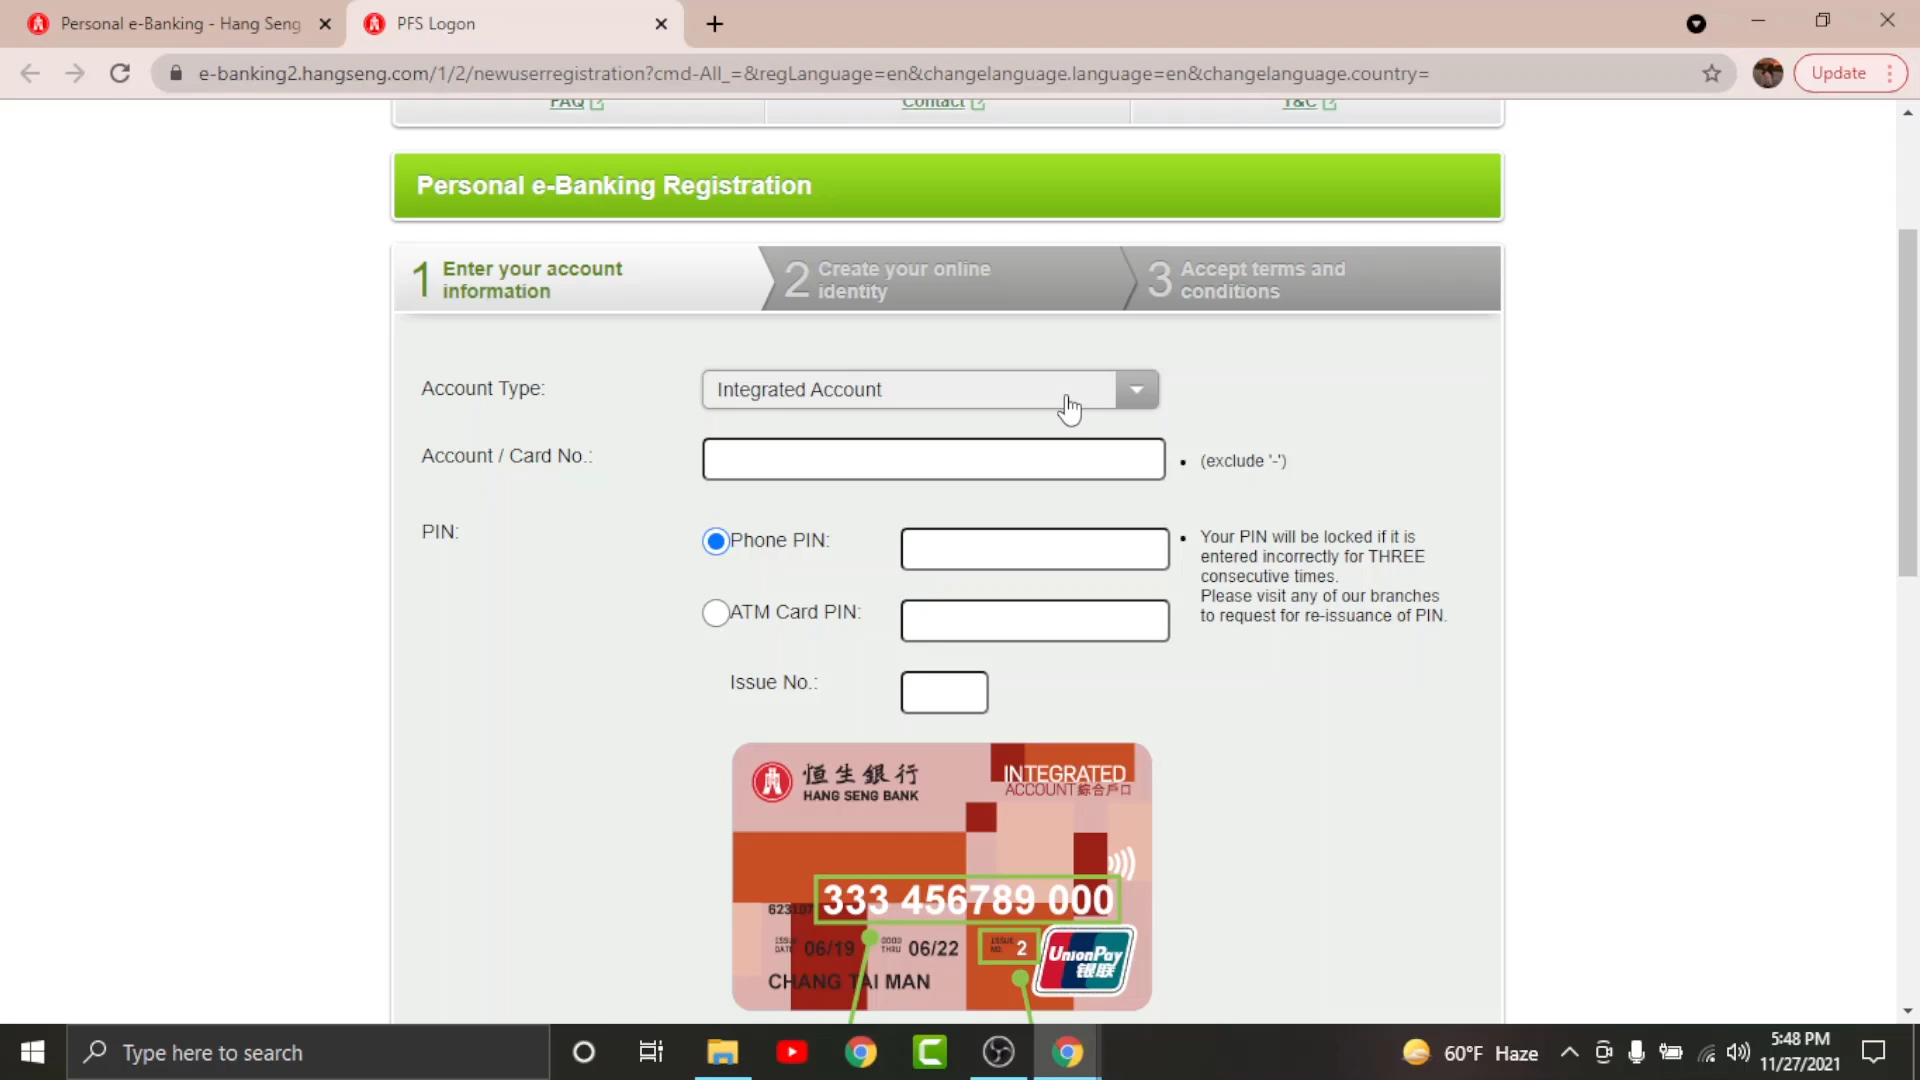 Personal e-Banking - Hang Seng
PFS Logon
e-banking2.hangseng.com/1/2/newuserregistration?cmd-All_=&regLanguage=en&changelanguage.language=en&changelanguage.country=
Update
FAQ
Contact
T&C
Personal e-Banking Registration
1 Enter your account
information
2 Create your online
identity
3 Accept terms and
conditions
Account Type:
Integrated Account
Account / Card No.:
(exclude '-')
PIN:
Phone PIN:
Your PIN will be locked if it is
entered incorrectly for THREE
consecutive times.
Please visit any of our branches
to request for re-issuance of PIN.
ATM Card PIN:
Issue No.:
恒生銀行
HANG SENG BANK
INTEGRATED
ACCOUNT 綜合戶口
333 456789 000
ISSUE
DATE
06/19
GOOD
THRU
06/22
ISSUE
NO.
2
UnionPay
银联
CHANG TAI MAN
Type here to search
60°F Haze
5:48 PM
11/27/2021